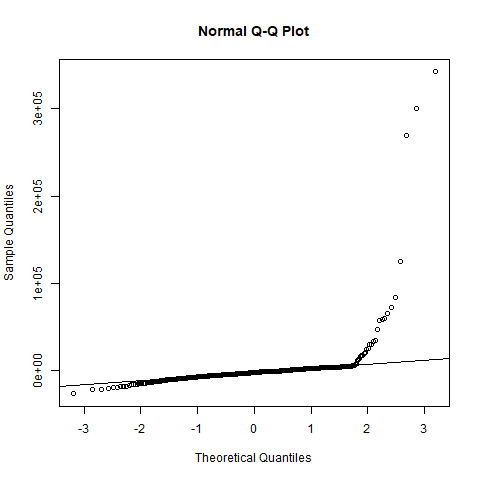 Normal Q-Q Plot
3e+05
2e+05
1e+05
0e+00
Sample Quantiles
-3 -2 -1 0 1 2 3
Theoretical Quantiles